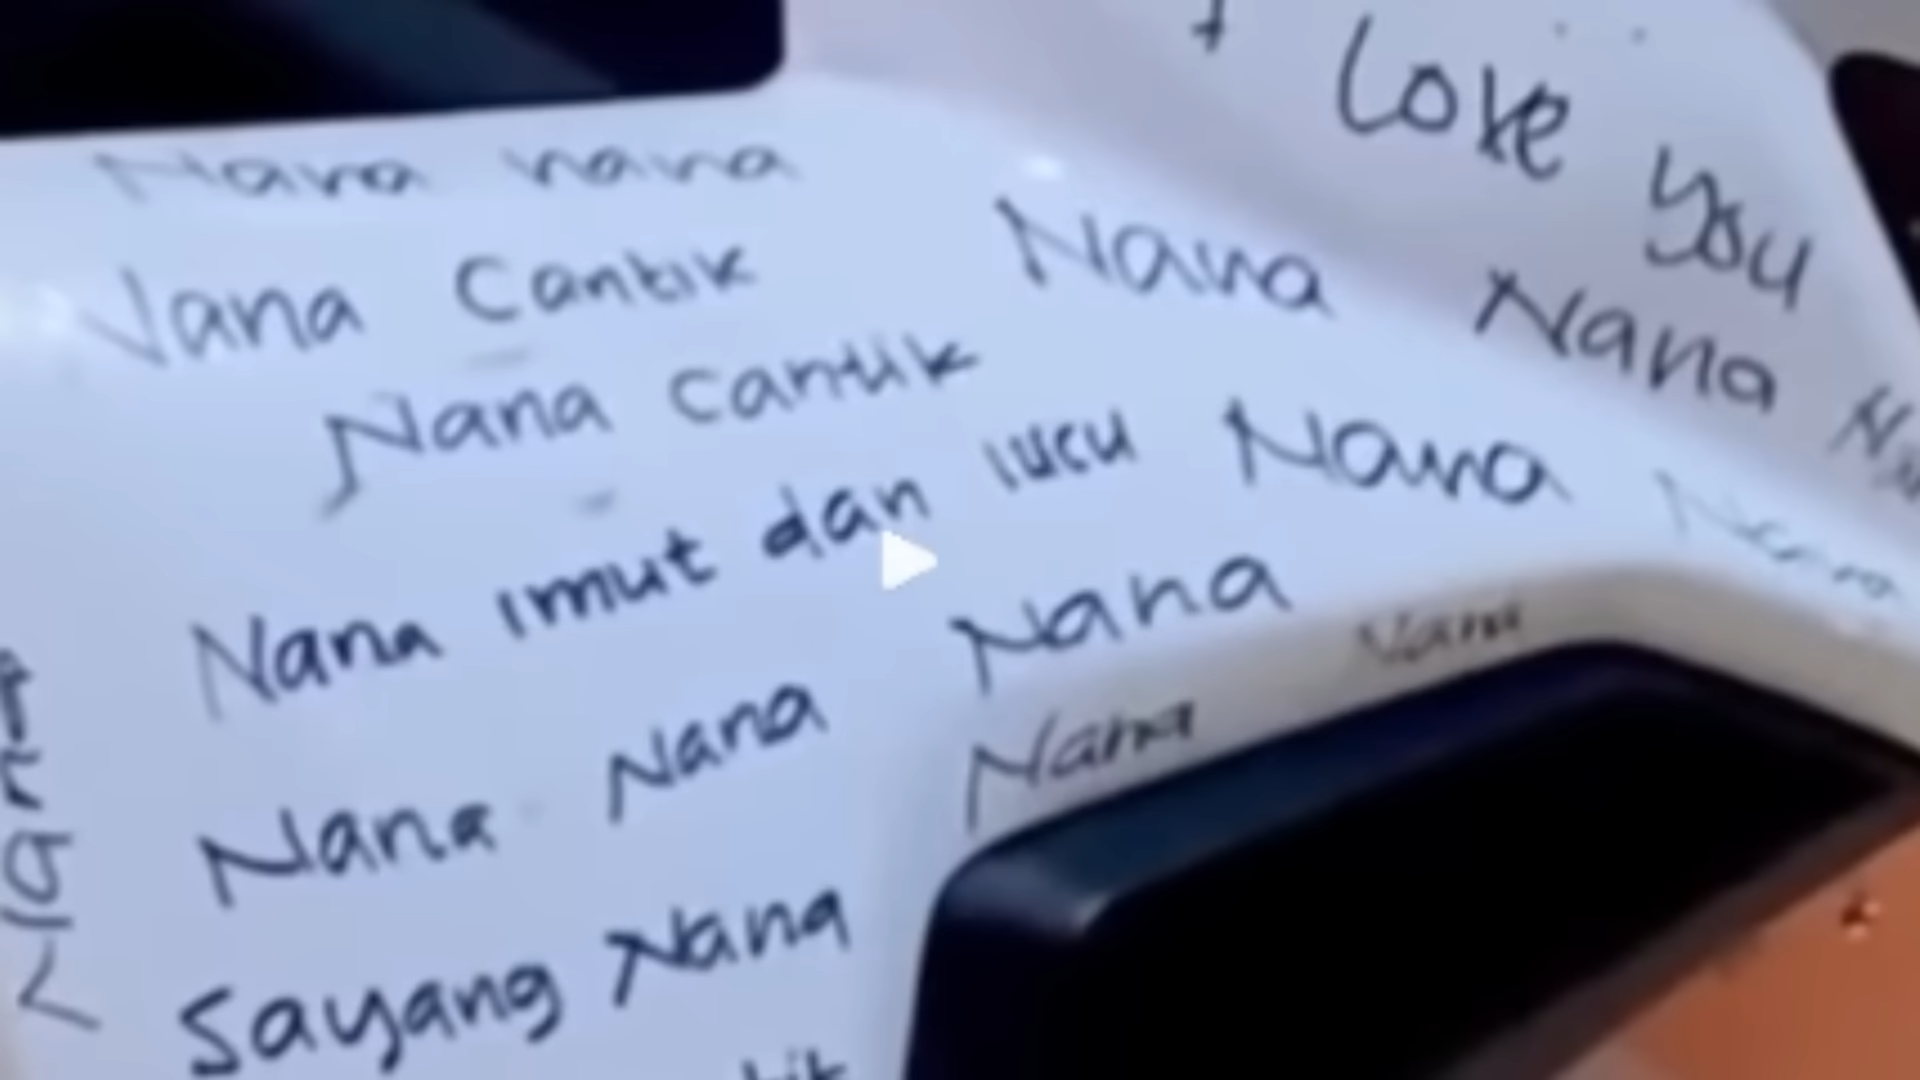 I love you
Nana nana
Nana Cantik
Nana
Nana
Nana cantik
Nana imut dan lucu
Nana
Nana
Nana
Nana Nana
Nana
Sayang Nana